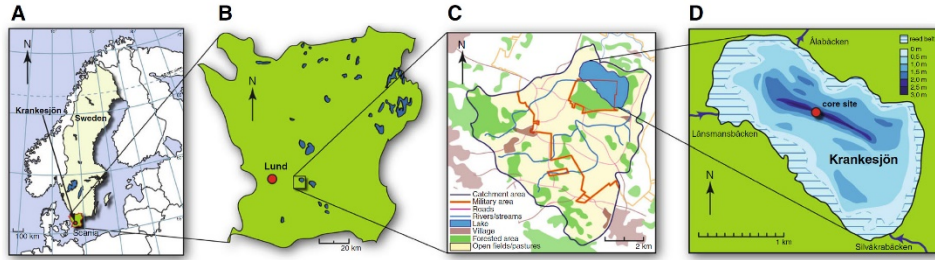 A
N
Krankesjön
Sweden
Scania
100 km
B
N
Lund
20 km
C
N
Catchment area
Military area
Roads
Rivers/streams
Lake
Village
Forested area
Open fields/pastures
2 km
D
Ålabäcken
reed belt
0 m
0,5 m
1,0 m
1,5 m
2,0 m
2,5 m
3,0 m
core site
Länsmansbäcken
Krankesjön
N
1 km
Silvåkrabäcken